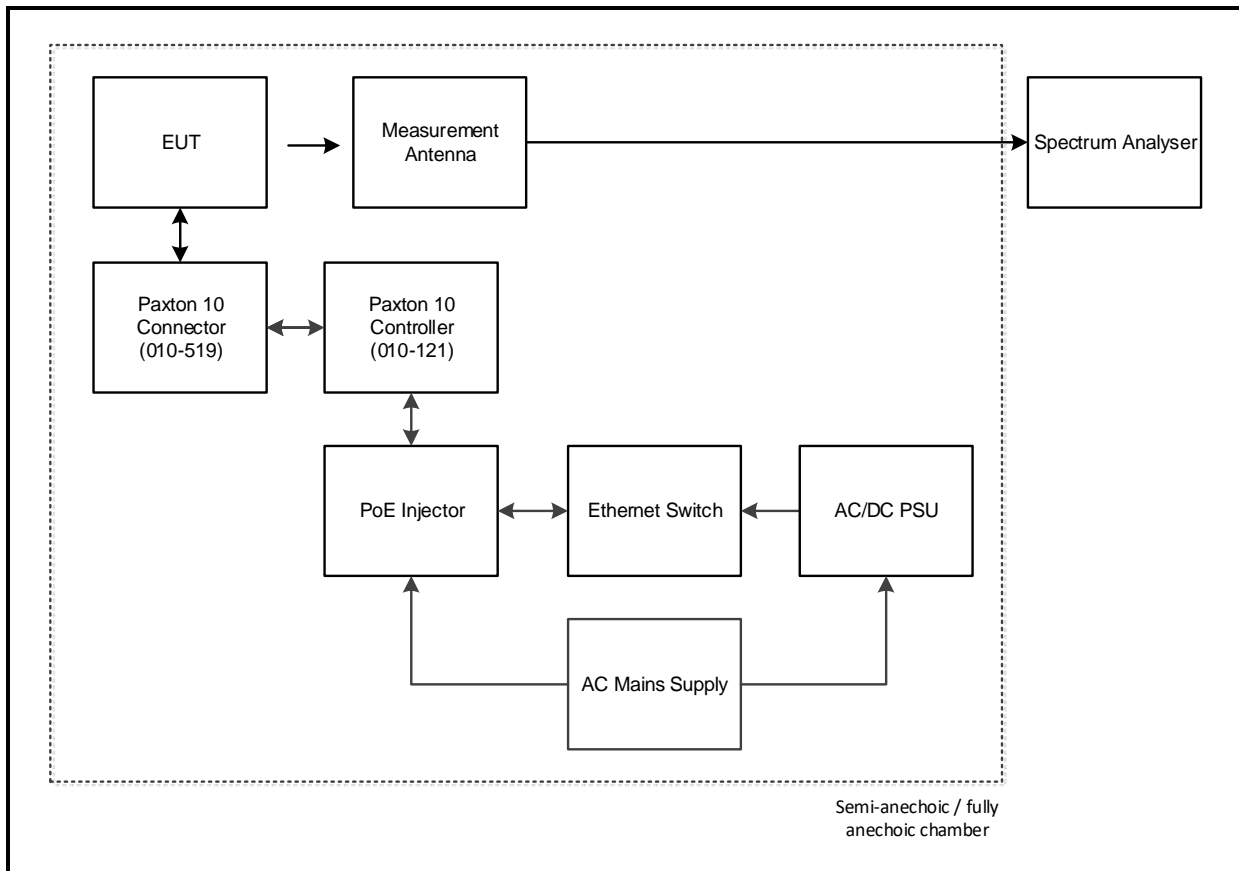 EUT
Measurement
Antenna
Spectrum Analyser
Paxton 10
Connector
(010-519)
Paxton 10
Controller
(010-121)
PoE Injector
Ethernet Switch
AC/DC PSU
AC Mains Supply
Semi-anechoic / fully
anechoic chamber